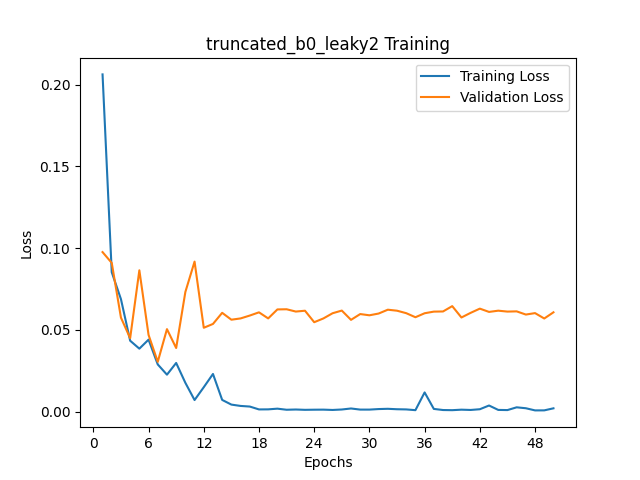 truncated_b0_leaky2 Training
Training Loss
Validation Loss
0.20
0.15
0.10
0.05
0.00
Loss
0 6 12 18 24 30 36 42 48
Epochs